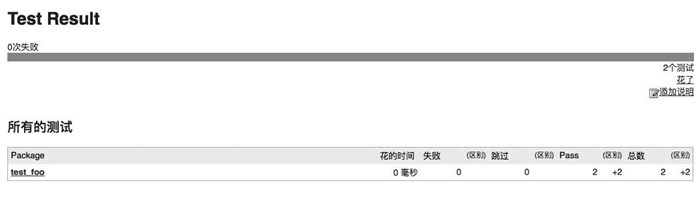 Test Result
0次失败
2个测试
花了
添加说明
所有的测试
Package 花的时间 失败 (区别) 跳过 (区别) Pass (区别) 总数 (区别)
test_foo 0 毫秒 0 0 2 +2 2 +2